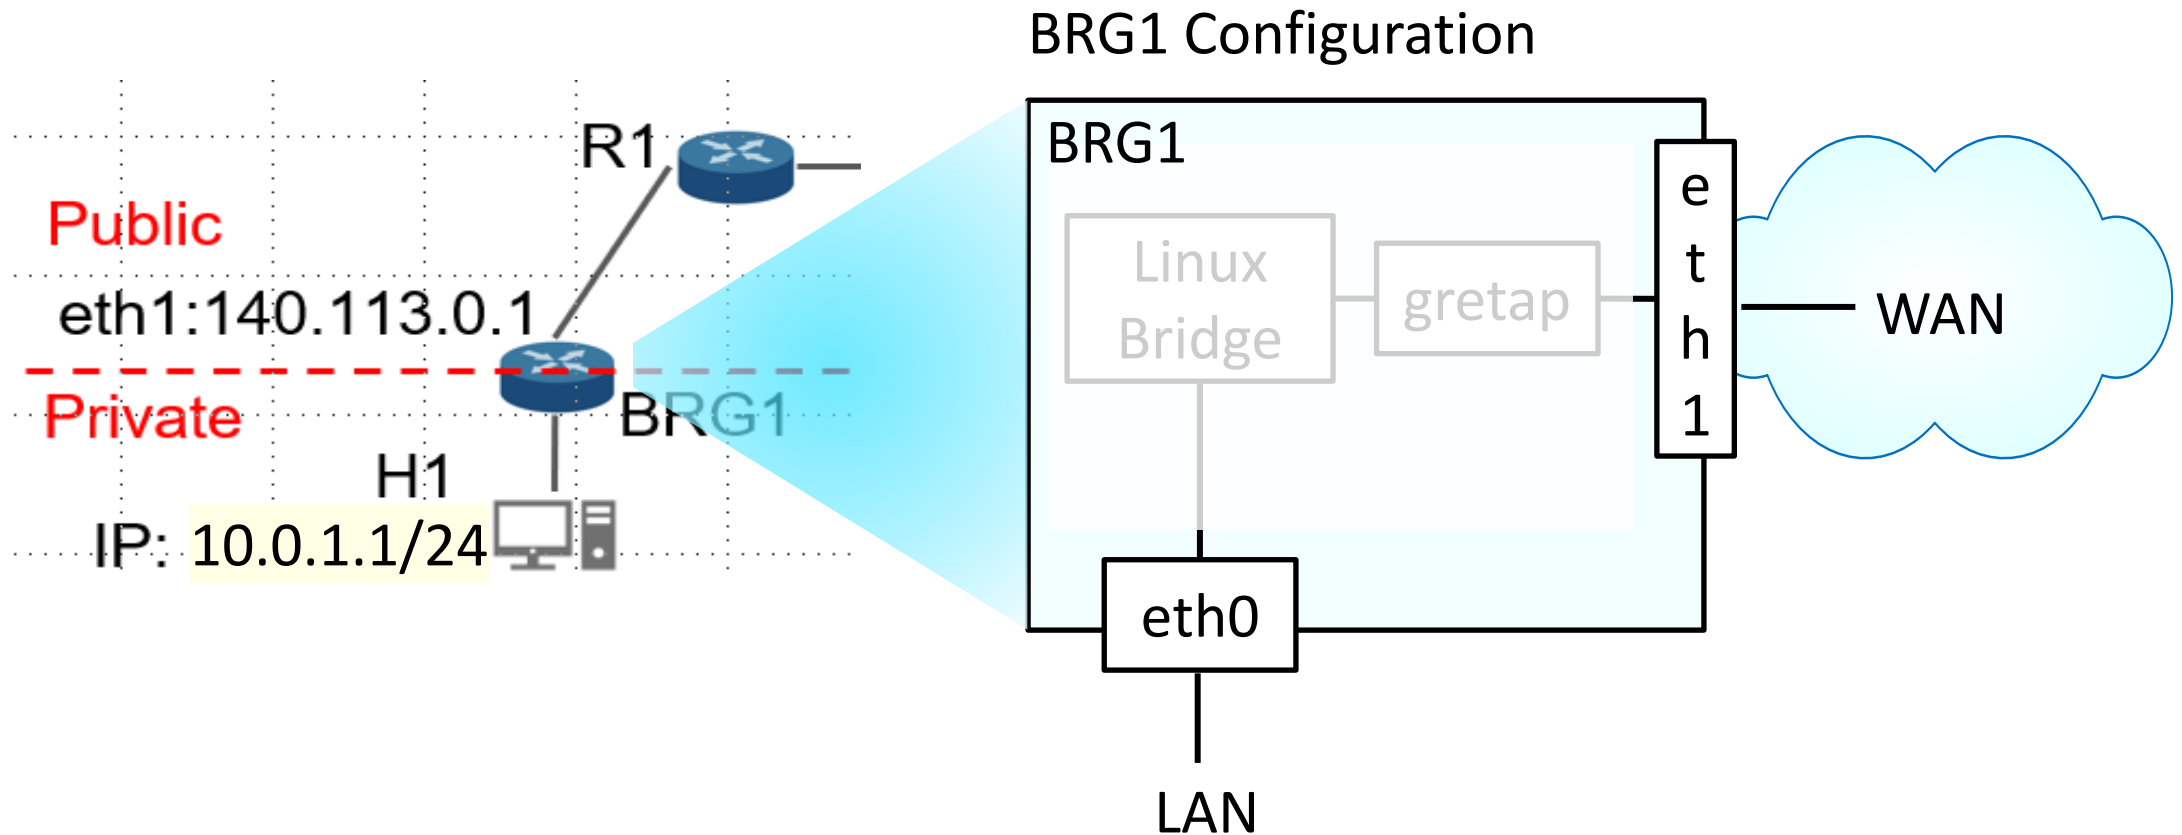 BRG1 Configuration
R1
Public
eth1:140.113.0.1
Private
BRG1
H1
IP: 10.0.1.1/24
BRG1
Linux
Bridge
gretap
eth1
WAN
eth0
LAN